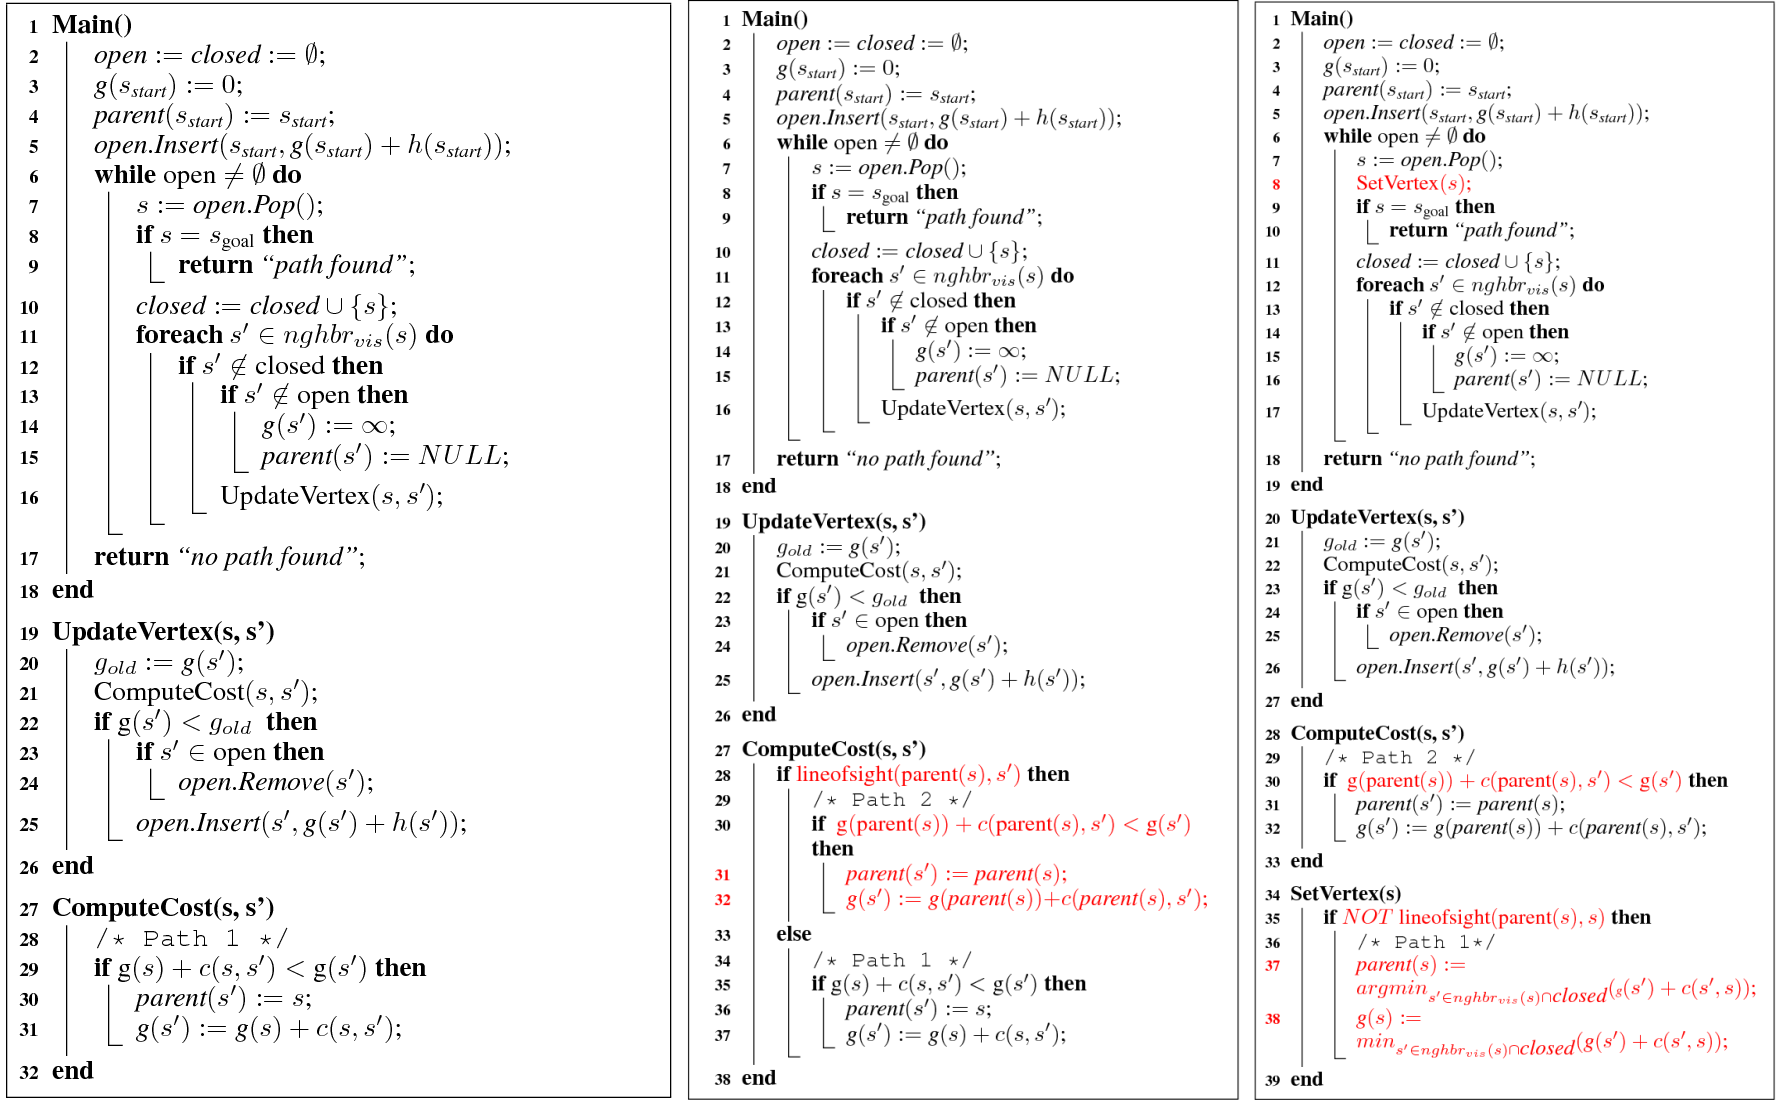 1 Main()
2 open := closed := ∅;
3 g(s_start) := 0;
4 parent(s_start) := s_start;
5 open.Insert(s_start, g(s_start) + h(s_start));
6 while open ≠ ∅ do
7 s := open.Pop();
8 if s = s_goal then
9 return “path found”;
10 closed := closed ∪ {s};
11 foreach s′ ∈ nghbr_vis(s) do
12 if s′ ∉ closed then
13 if s′ ∉ open then
14 g(s′) := ∞;
15 parent(s′) := NULL;
16 UpdateVertex(s, s′);
17 return “no path found”;
18 end
19 UpdateVertex(s, s’)
20 g_old := g(s′);
21 ComputeCost(s, s′);
22 if g(s′) < g_old then
23 if s′ ∈ open then
24 open.Remove(s′);
25 open.Insert(s′, g(s′) + h(s′));
26 end
27 ComputeCost(s, s’)
28 /* Path 1 */
29 if g(s) + c(s, s′) < g(s′) then
30 parent(s′) := s;
31 g(s′) := g(s) + c(s, s′);
32 end
1 Main()
2 open := closed := ∅;
3 g(s_start) := 0;
4 parent(s_start) := s_start;
5 open.Insert(s_start, g(s_start) + h(s_start));
6 while open ≠ ∅ do
7 s := open.Pop();
8 if s = s_goal then
9 return “path found”;
10 closed := closed ∪ {s};
11 foreach s′ ∈ nghbr_vis(s) do
12 if s′ ∉ closed then
13 if s′ ∉ open then
14 g(s′) := ∞;
15 parent(s′) := NULL;
16 UpdateVertex(s, s′);
17 return “no path found”;
18 end
19 UpdateVertex(s, s’)
20 g_old := g(s′);
21 ComputeCost(s, s′);
22 if g(s′) < g_old then
23 if s′ ∈ open then
24 open.Remove(s′);
25 open.Insert(s′, g(s′) + h(s′));
26 end
27 ComputeCost(s, s’)
28 if lineofsight(parent(s), s′) then
29 /* Path 2 */
30 if g(parent(s)) + c(parent(s), s′) < g(s′)
then
31 parent(s′) := parent(s);
32 g(s′) := g(parent(s))+c(parent(s), s′);
33 else
34 /* Path 1 */
35 if g(s) + c(s, s′) < g(s′) then
36 parent(s′) := s;
37 g(s′) := g(s) + c(s, s′);
38 end
1 Main()
2 open := closed := ∅;
3 g(s_start) := 0;
4 parent(s_start) := s_start;
5 open.Insert(s_start, g(s_start) + h(s_start));
6 while open ≠ ∅ do
7 s := open.Pop();
8 SetVertex(s);
9 if s = s_goal then
10 return “path found”;
11 closed := closed ∪ {s};
12 foreach s′ ∈ nghbr_vis(s) do
13 if s′ ∉ closed then
14 if s′ ∉ open then
15 g(s′) := ∞;
16 parent(s′) := NULL;
17 UpdateVertex(s, s′);
18 return “no path found”;
19 end
20 UpdateVertex(s, s’)
21 g_old := g(s′);
22 ComputeCost(s, s′);
23 if g(s′) < g_old then
24 if s′ ∈ open then
25 open.Remove(s′);
26 open.Insert(s′, g(s′) + h(s′));
27 end
28 ComputeCost(s, s’)
29 /* Path 2 */
30 if g(parent(s)) + c(parent(s), s′) < g(s′) then
31 parent(s′) := parent(s);
32 g(s′) := g(parent(s)) + c(parent(s), s′);
33 end
34 SetVertex(s)
35 if NOT lineofsight(parent(s), s) then
36 /* Path 1*/
37 parent(s) :=
argmin_s′∈nghbr_vis(s)∩closed(g(s′) + c(s′, s));
38 g(s) :=
min_s′∈nghbr_vis(s)∩closed(g(s′) + c(s′, s));
39 end